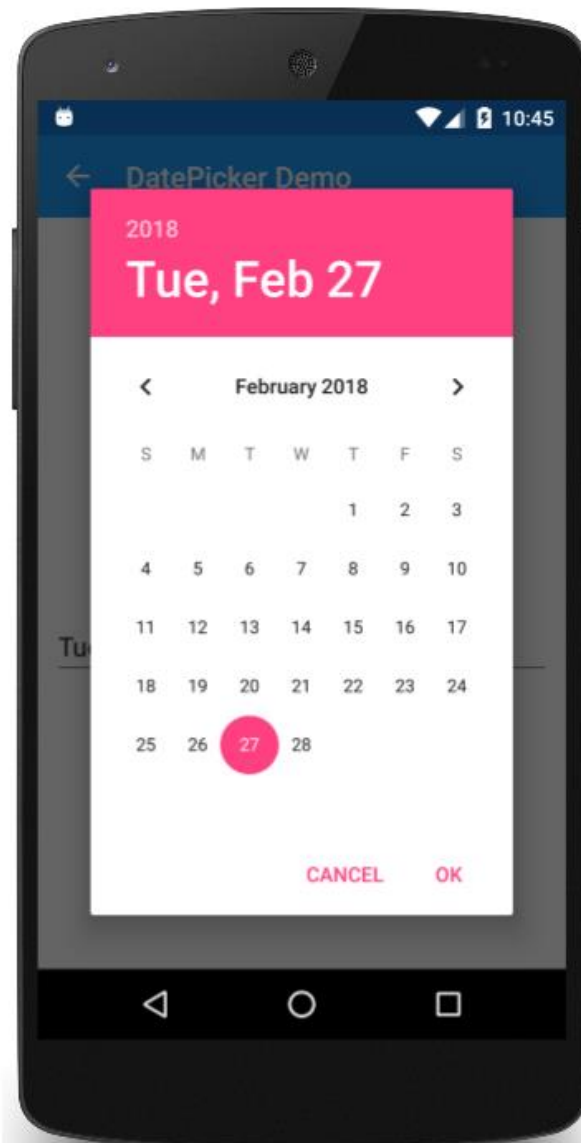 10:45
DatePicker Demo
2018
Tue, Feb 27
February 2018
S M T W T F S
1 2 3
4 5 6 7 8 9 10
11 12 13 14 15 16 17
Tu
18 19 20 21 22 23 24
25 26 27 28
CANCEL OK